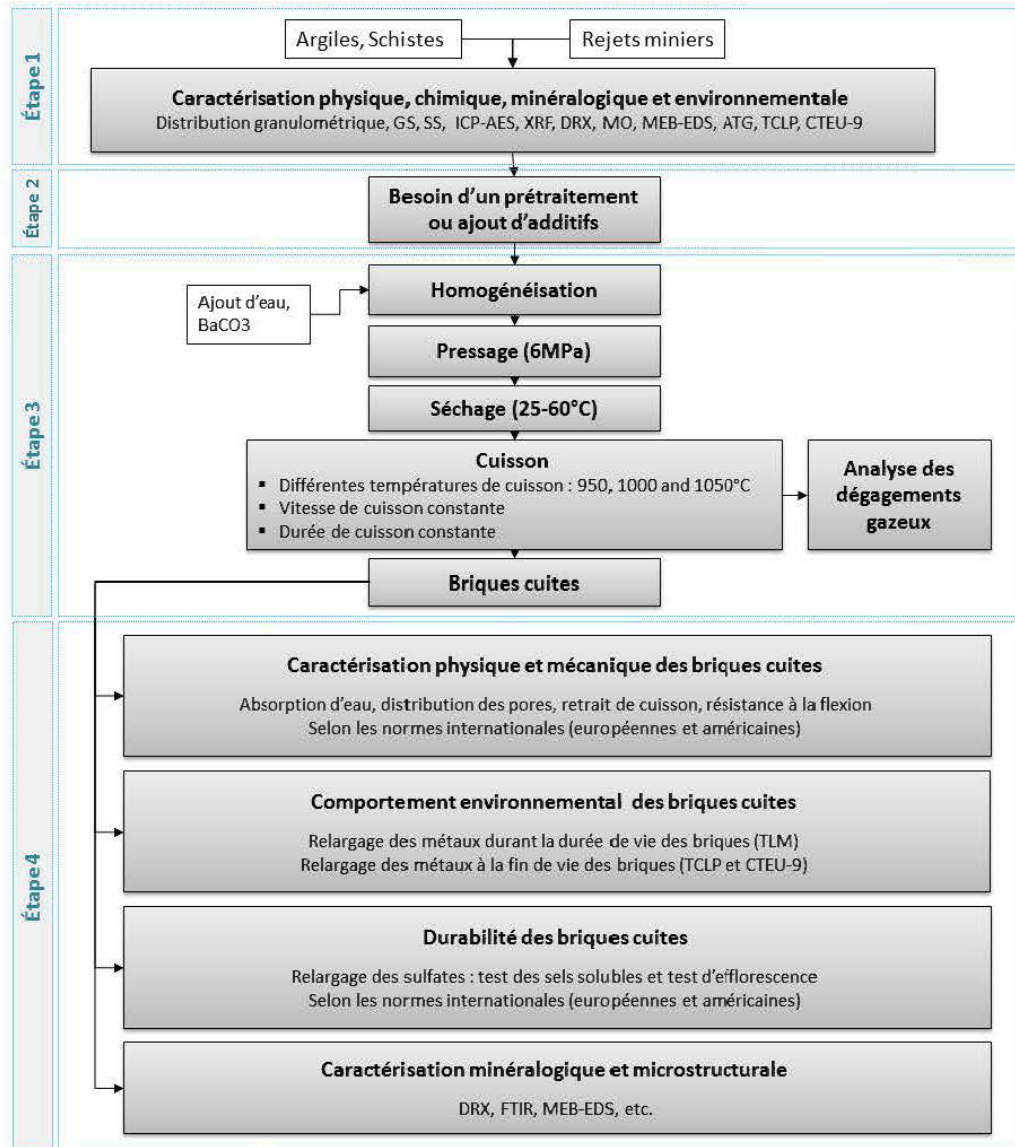 Étape 1
Argiles, Schistes
Rejets miniers
Caractérisation physique, chimique, minéralogique et environnementale
Distribution granulométrique, GS, SS, ICP-AES, XRF, DRX, MO, MEB-EDS, ATG, TCLP, CTEU-9
Étape 2
Besoin d'un prétraitement
ou ajout d'additifs
Étape 3
Homogénéisation
Ajout d'eau,
BaCO3
Pressage (6MPa)
Séchage (25-60°C)
Cuisson
▪ Différentes températures de cuisson : 950, 1000 and 1050°C
▪ Vitesse de cuisson constante
▪ Durée de cuisson constante
Analyse des
dégagements
gazeux
Briques cuites
Étape 4
Caractérisation physique et mécanique des briques cuites
Absorption d'eau, distribution des pores, retrait de cuisson, résistance à la flexion
Selon les normes internationales (européennes et américaines)
Comportement environnemental des briques cuites
Relargage des métaux durant la durée de vie des briques (TLM)
Relargage des métaux à la fin de vie des briques (TCLP et CTEU-9)
Durabilité des briques cuites
Relargage des sulfates : test des sels solubles et test d'efflorescence
Selon les normes internationales (européennes et américaines)
Caractérisation minéralogique et microstructurale
DRX, FTIR, MEB-EDS, etc.